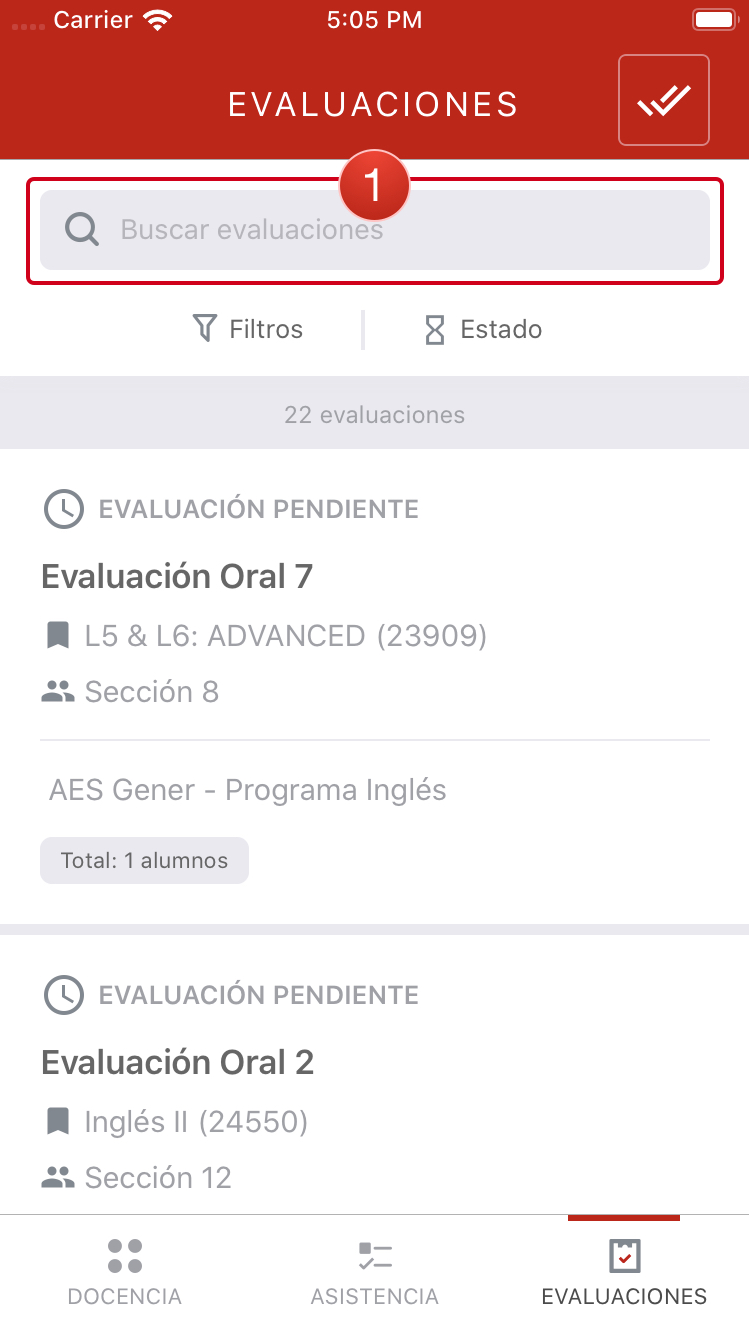 Carrier 5:05 PM
EVALUACIONES
1
Buscar evaluaciones
Filtros Estado
22 evaluaciones
EVALUACIÓN PENDIENTE
Evaluación Oral 7
L5 & L6: ADVANCED (23909)
Sección 8
AES Gener - Programa Inglés
Total: 1 alumnos
EVALUACIÓN PENDIENTE
Evaluación Oral 2
Inglés II (24550)
Sección 12
DOCENCIA ASISTENCIA EVALUACIONES